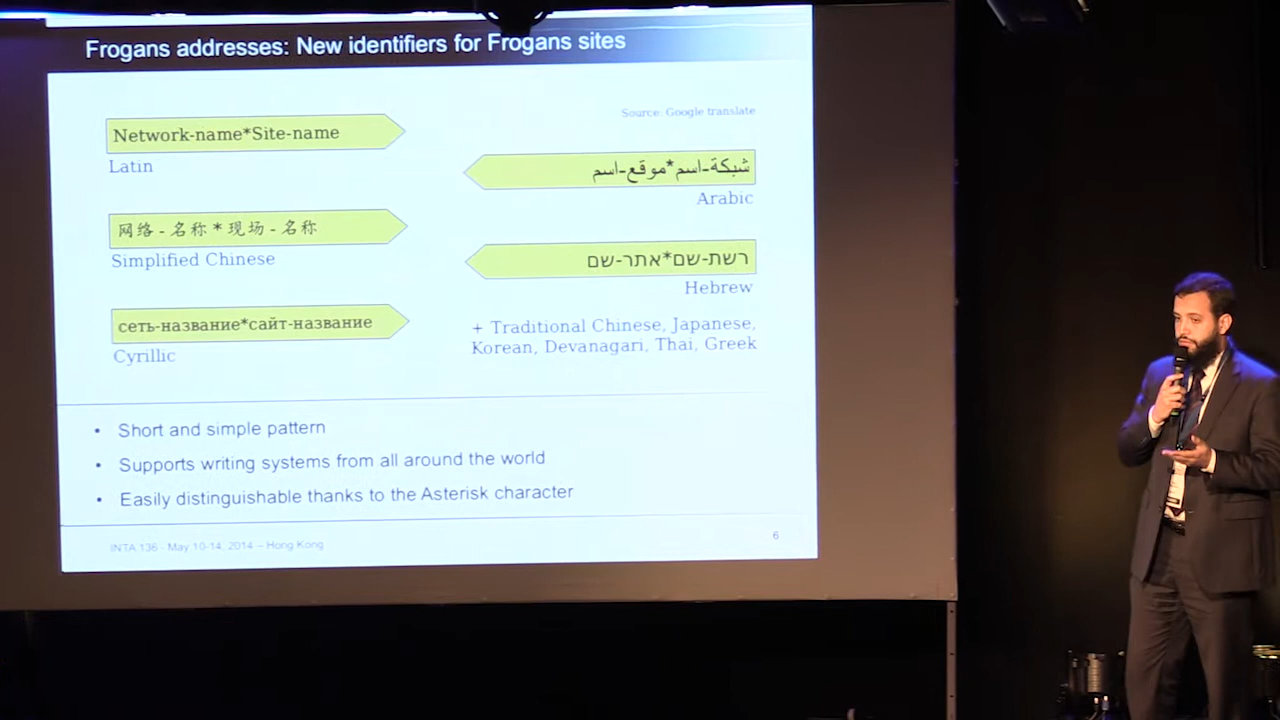 Frogans addresses: New identifiers for Frogans sites
Network-name*Site-name
Latin
网络 - 名称 * 现场 - 名称
Simplified Chinese
сеть-название*сайт-название
Cyrillic
Source: Google translate
شبكة-اسم*موقع-اسم
Arabic
רשת-שם*אתר-שם
Hebrew
+ Traditional Chinese, Japanese,
Korean, Devanagari, Thai, Greek
• Short and simple pattern
• Supports writing systems from all around the world
• Easily distinguishable thanks to the Asterisk character
INTA 136 - May 10-14, 2014 – Hong Kong
6